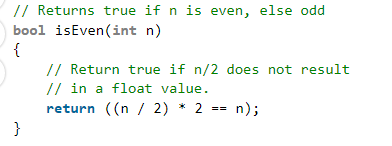 // Returns true if n is even, else odd
bool isEven(int n)
{
    // Return true if n/2 does not result
    // in a float value.
    return ((n / 2) * 2 == n);
}